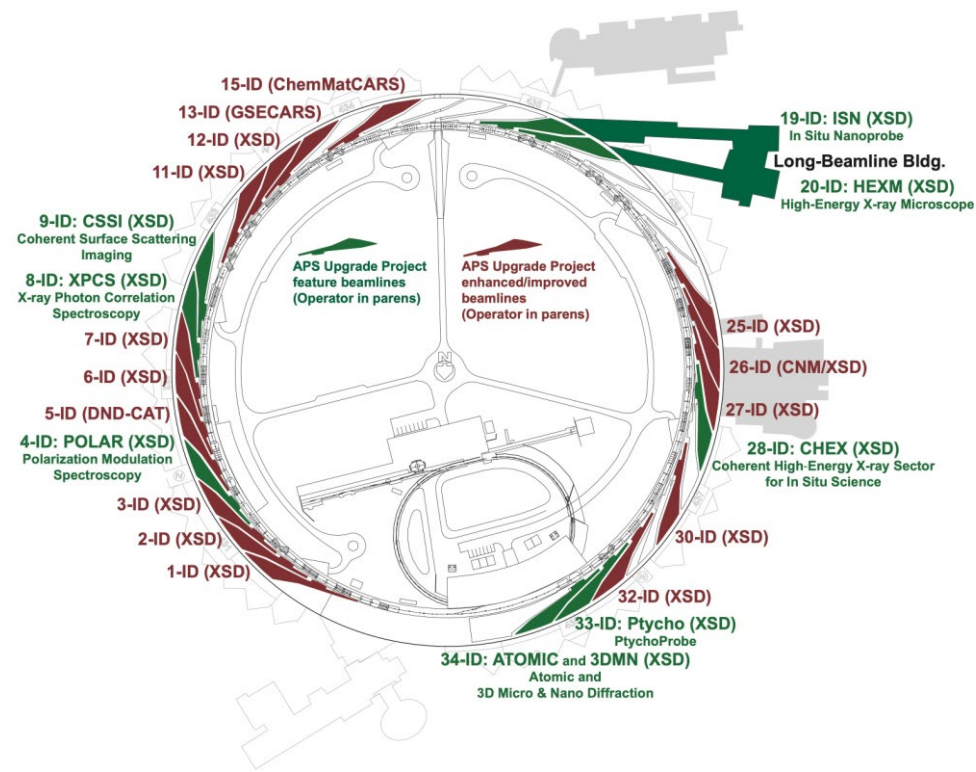 15-ID (ChemMatCARS)
13-ID (GSECARS)
12-ID (XSD)
11-ID (XSD)
9-ID: CSSI (XSD)
Coherent Surface Scattering
Imaging
8-ID: XPCS (XSD)
X-ray Photon Correlation
Spectroscopy
7-ID (XSD)
6-ID (XSD)
5-ID (DND-CAT)
4-ID: POLAR (XSD)
Polarization Modulation
Spectroscopy
3-ID (XSD)
2-ID (XSD)
1-ID (XSD)
APS Upgrade Project
feature beamlines
(Operator in parens)
APS Upgrade Project
enhanced/improved
beamlines
(Operator in parens)
N
19-ID: ISN (XSD)
In Situ Nanoprobe
Long-Beamline Bldg.
20-ID: HEXM (XSD)
High-Energy X-ray Microscope
25-ID (XSD)
26-ID (CNM/XSD)
27-ID (XSD)
28-ID: CHEX (XSD)
Coherent High-Energy X-ray Sector
for In Situ Science
30-ID (XSD)
32-ID (XSD)
33-ID: Ptycho (XSD)
PtychoProbe
34-ID: ATOMIC and 3DMN (XSD)
Atomic and
3D Micro & Nano Diffraction